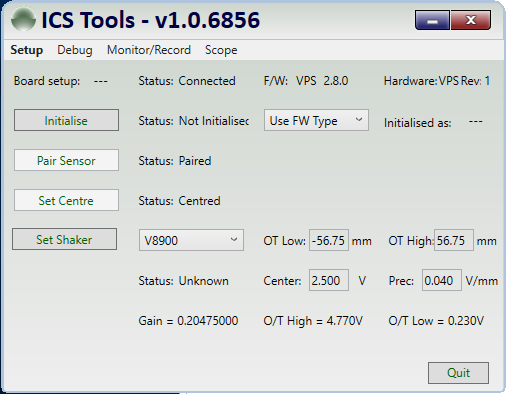 ICS Tools - v1.0.6856
Setup Debug Monitor/Record Scope
Board setup: --- Status: Connected F/W: VPS 2.8.0 Hardware: VPS Rev: 1
Initialise Status: Not Initialised Use FW Type Initialised as: ---
Pair Sensor Status: Paired
Set Centre Status: Centred
Set Shaker V8900 OT Low: -56.75 mm OT High: 56.75 mm
Status: Unknown Center: 2.500 V Prec: 0.040 V/mm
Gain = 0.20475000 O/T High = 4.770V O/T Low = 0.230V
Quit